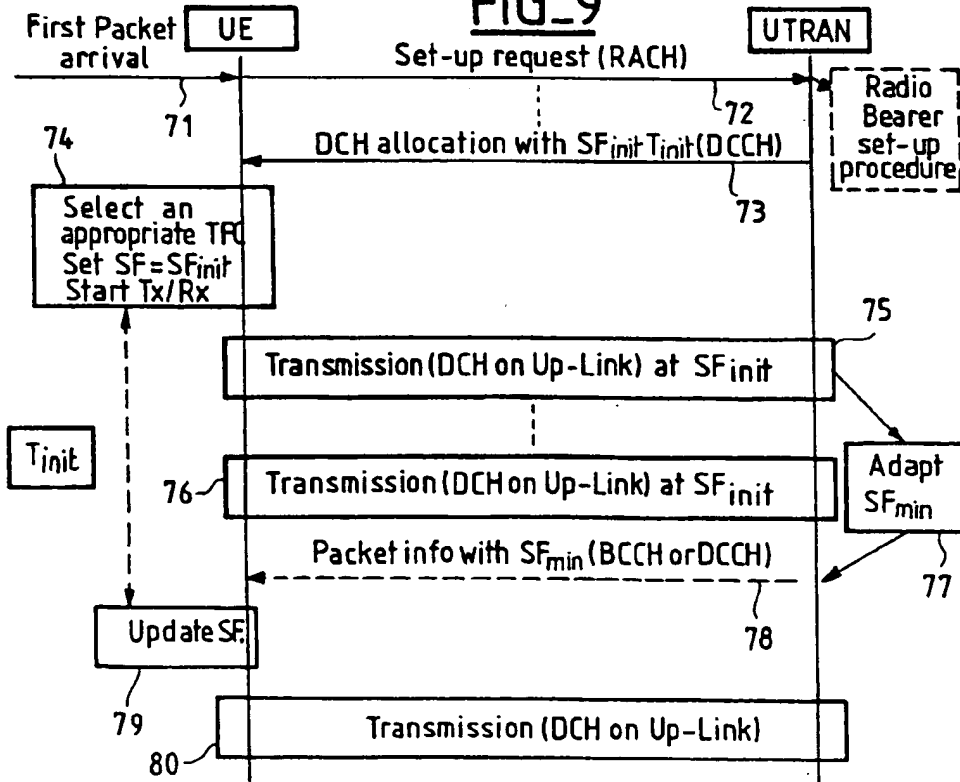 FIG_9
First Packet
arrival
UE
UTRAN
Set-up request (RACH)
71
72
Radio
Bearer
set-up
procedure
DCH allocation with SFinit Tinit (DCCH)
73
74
Select an
appropriate TFC
Set SF=SFinit
Start Tx/Rx
75
Transmission (DCH on Up-Link) at SFinit
Tinit
76
Transmission (DCH on Up-Link) at SFinit
Adapt
SFmin
77
Packet info with SFmin (BCCH or DCCH)
78
Update SF.
79
Transmission (DCH on Up-Link)
80